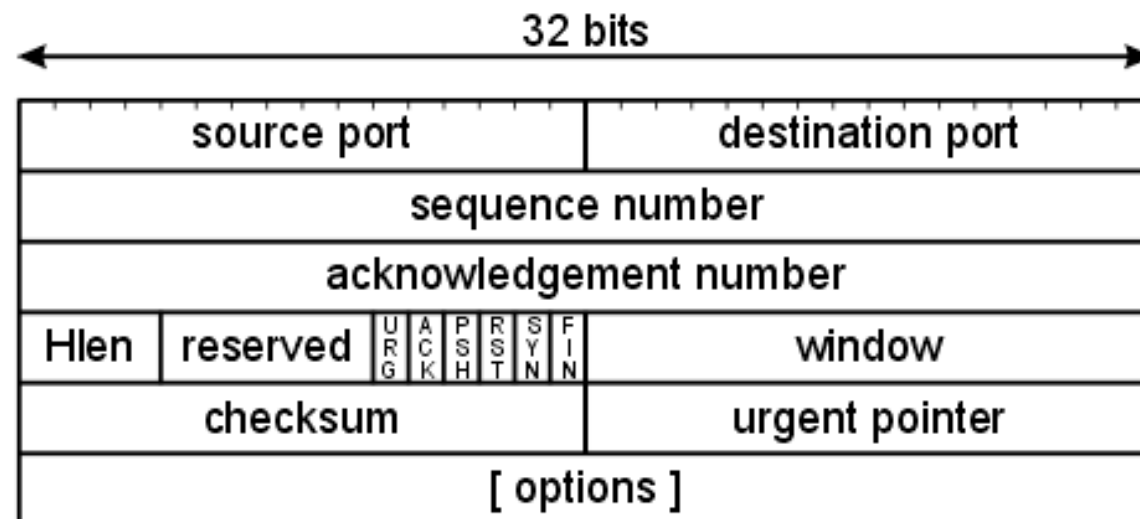 32 bits
source port destination port
sequence number
acknowledgement number
Hlen reserved URG ACK PSH RST SYN FIN window
checksum urgent pointer
[ options ]